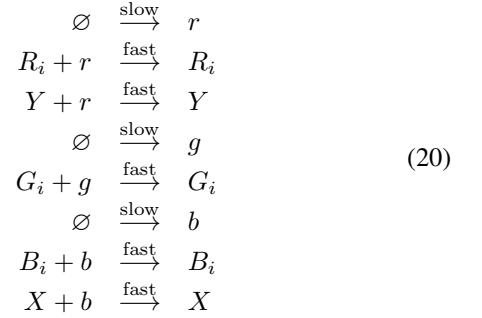 ∅ slow⟶ r
R_i + r fast⟶ R_i
Y + r fast⟶ Y
∅ slow⟶ g
(20)
G_i + g fast⟶ G_i
∅ slow⟶ b
B_i + b fast⟶ B_i
X + b fast⟶ X